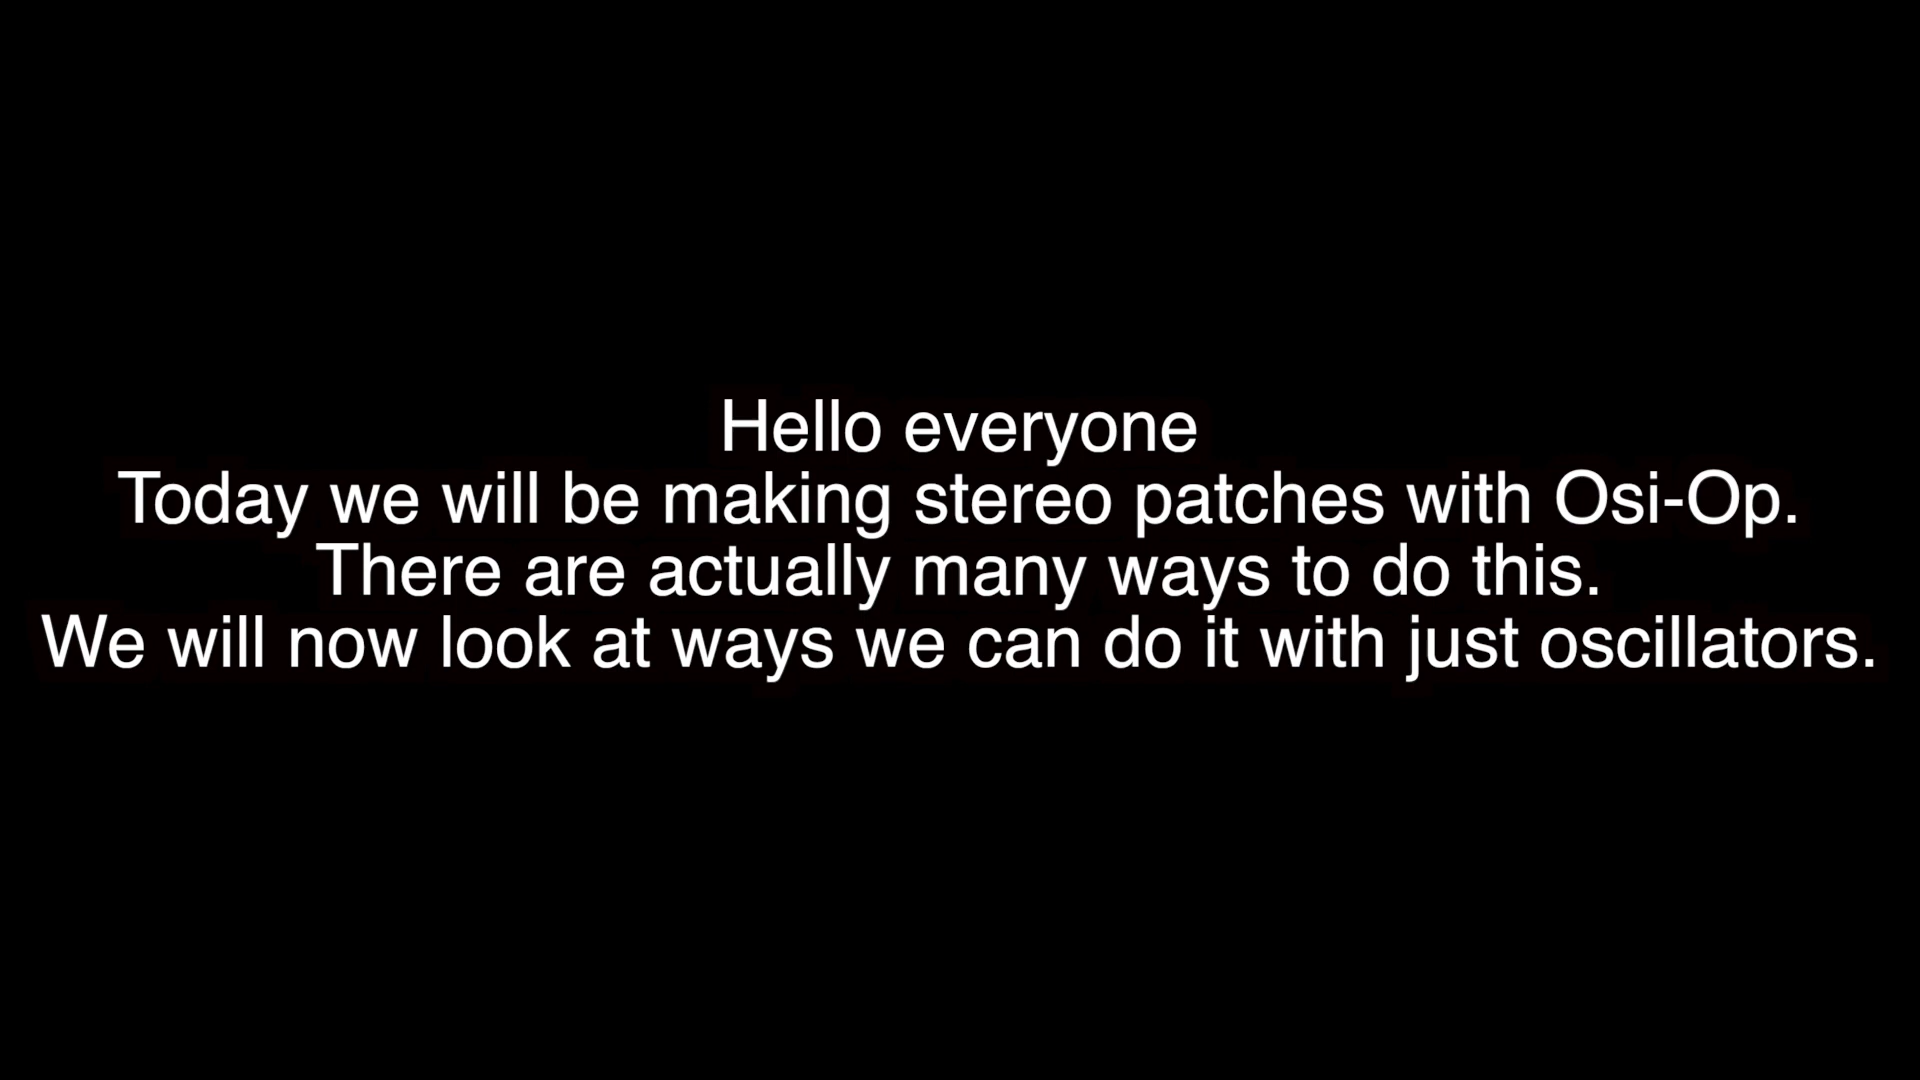 Hello everyone
Today we will be making stereo patches with Osi-Op.
There are actually many ways to do this.
We will now look at ways we can do it with just oscillators.